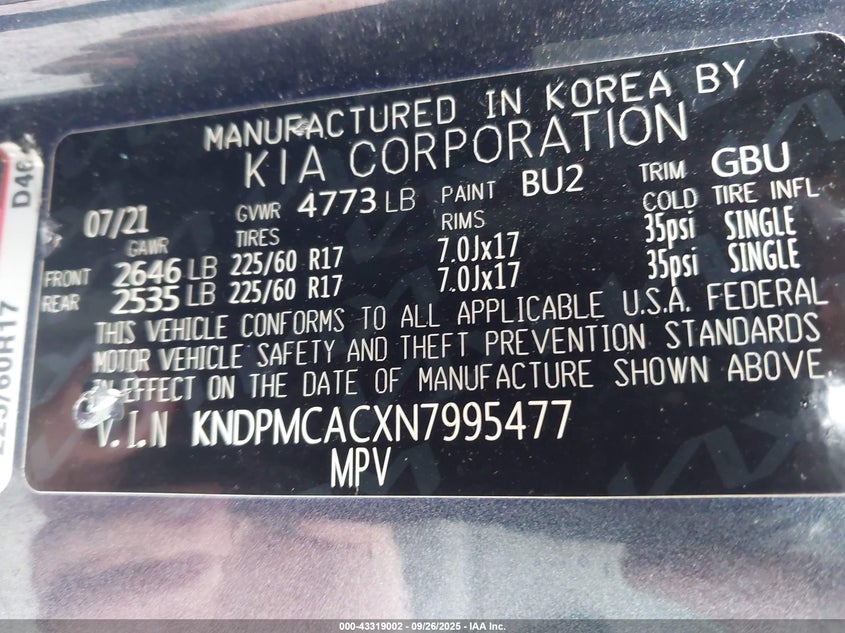 MANUFACTURED IN KOREA BY
KIA CORPORATION
07/21 GVWR 4773 LB PAINT BU2 TRIM GBU
GAWR TIRES RIMS COLD TIRE INFL
FRONT 2646 LB 225/60 R17 7.0Jx17 35psi SINGLE
REAR 2535 LB 225/60 R17 7.0Jx17 35psi SINGLE
THIS VEHICLE CONFORMS TO ALL APPLICABLE U.S.A. FEDERAL
MOTOR VEHICLE SAFETY AND THEFT PREVENTION STANDARDS
IN EFFECT ON THE DATE OF MANUFACTURE SHOWN ABOVE.
V.I.N KNDPMCACXN7995477
MPV
225/60R17
000-43319002 - 09/26/2025 - IAA Inc.